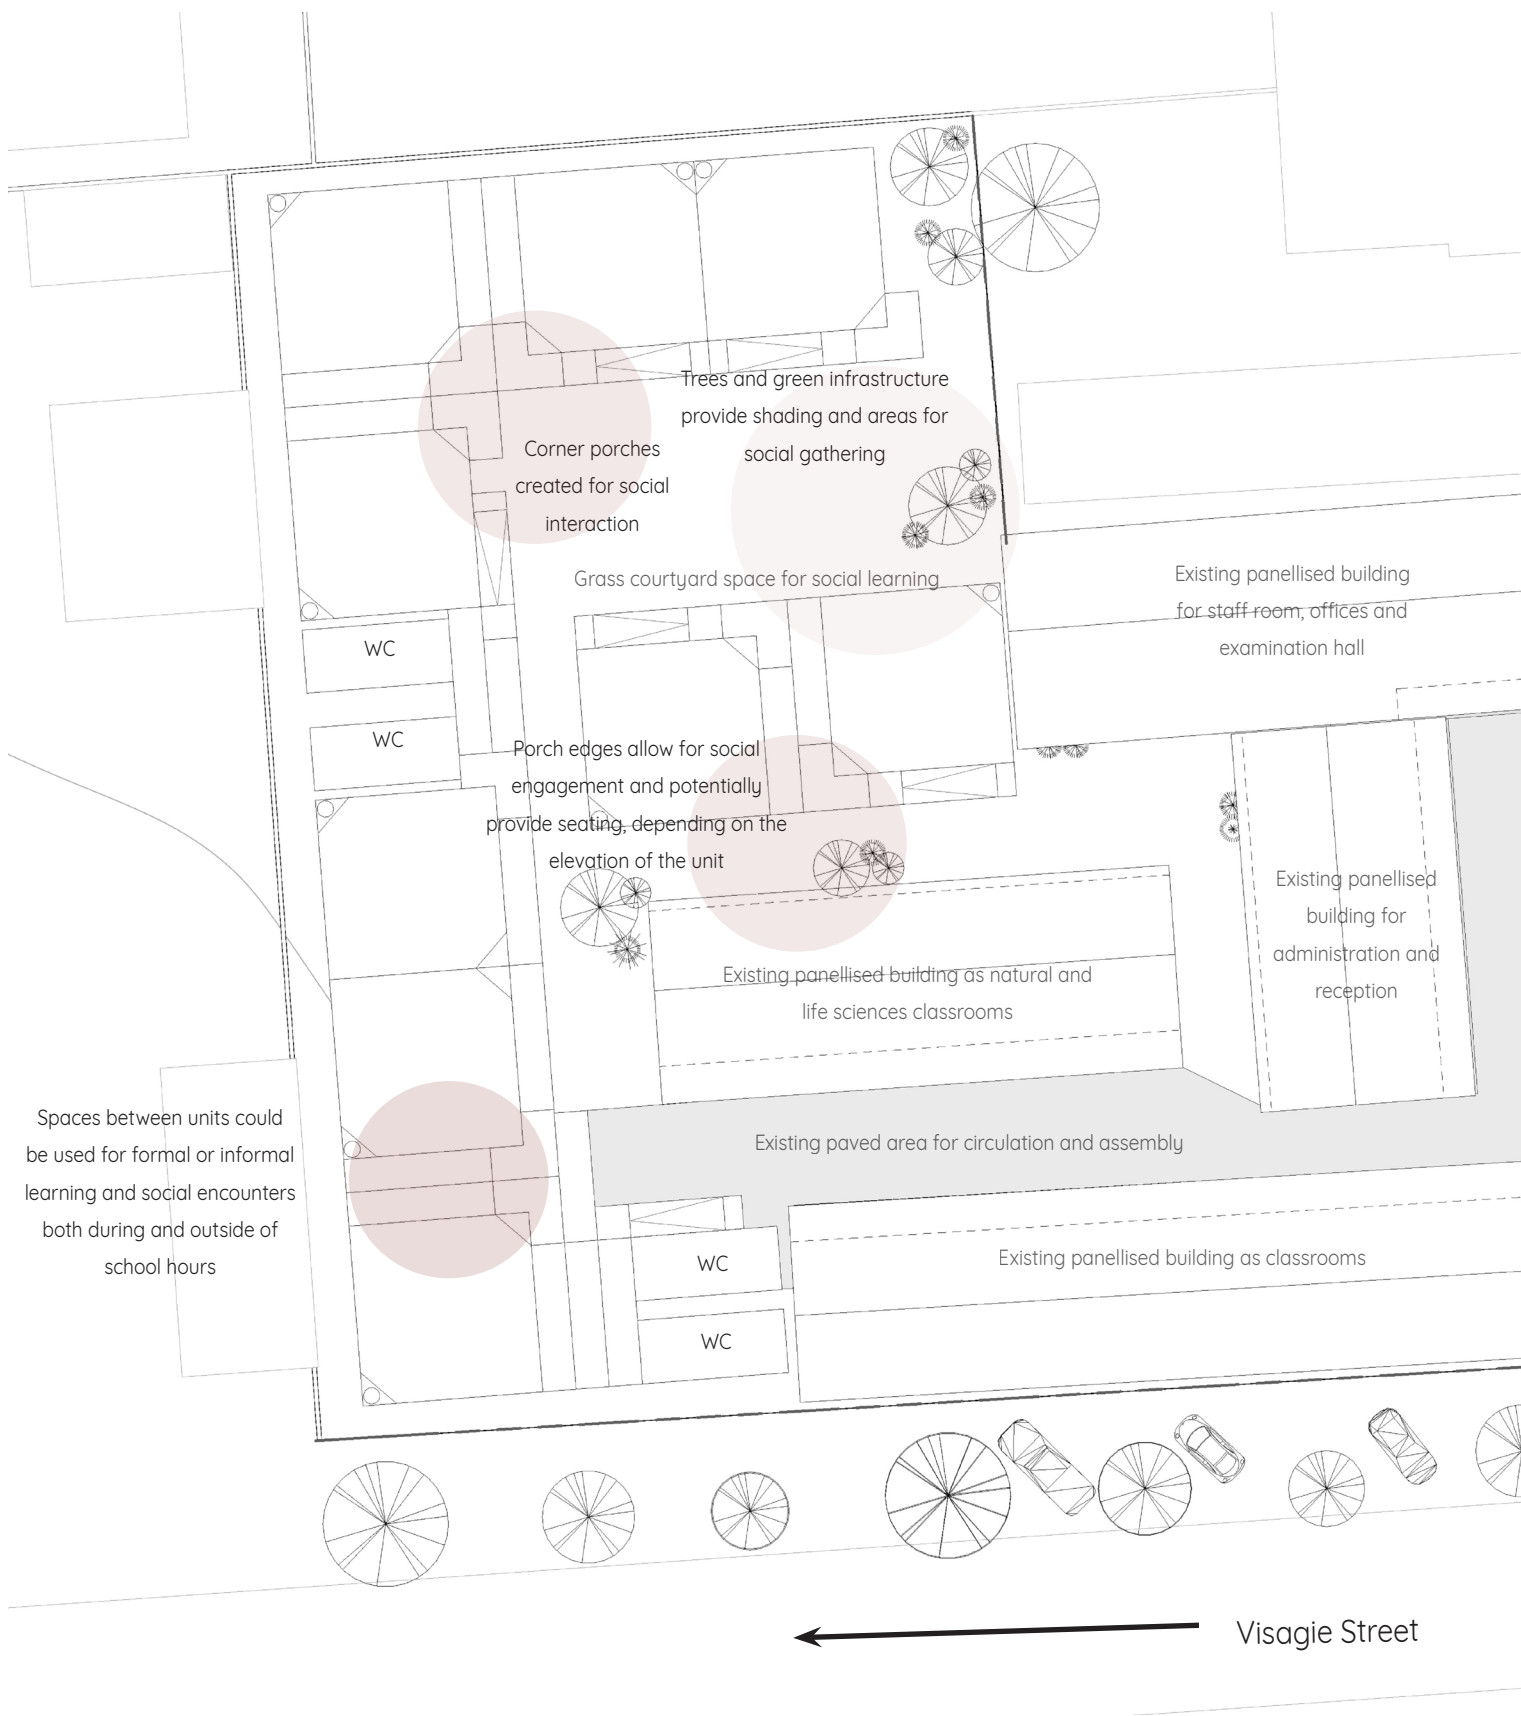 Trees and green infrastructure
provide shading and areas for
social gathering
Corner porches
created for social
interaction
Grass courtyard space for social learning
Existing panellised building
for staff room, offices and
examination hall
WC
WC
Porch edges allow for social
engagement and potentially
provide seating, depending on the
elevation of the unit
Existing panellised
building for
administration and
reception
Existing panellised building as natural and
life sciences classrooms
Spaces between units could
be used for formal or informal
learning and social encounters
both during and outside of
school hours
Existing paved area for circulation and assembly
WC
Existing panellised building as classrooms
WC
Visagie Street